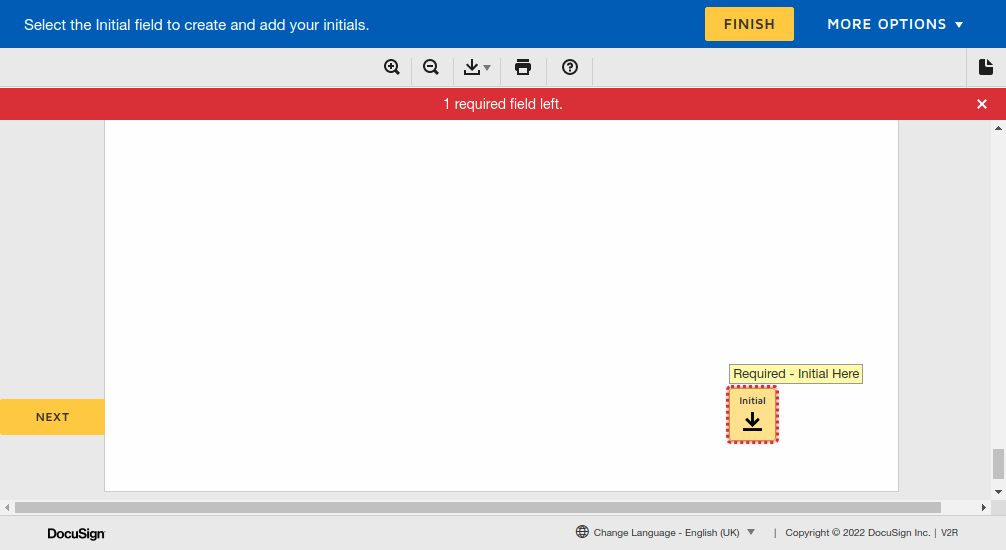 Select the Initial field to create and add your initials.
FINISH
MORE OPTIONS
1 required field left.
Required - Initial Here
Initial
NEXT
DocuSign
Change Language - English (UK) | Copyright © 2022 DocuSign Inc. | V2R